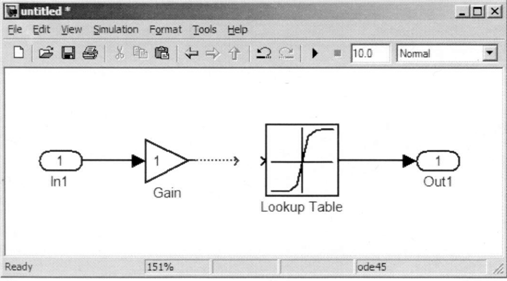 untitled *
File Edit View Simulation Format Tools Help
10.0 Normal
1 1 1
In1 Gain Lookup Table Out1
Ready 151% ode45